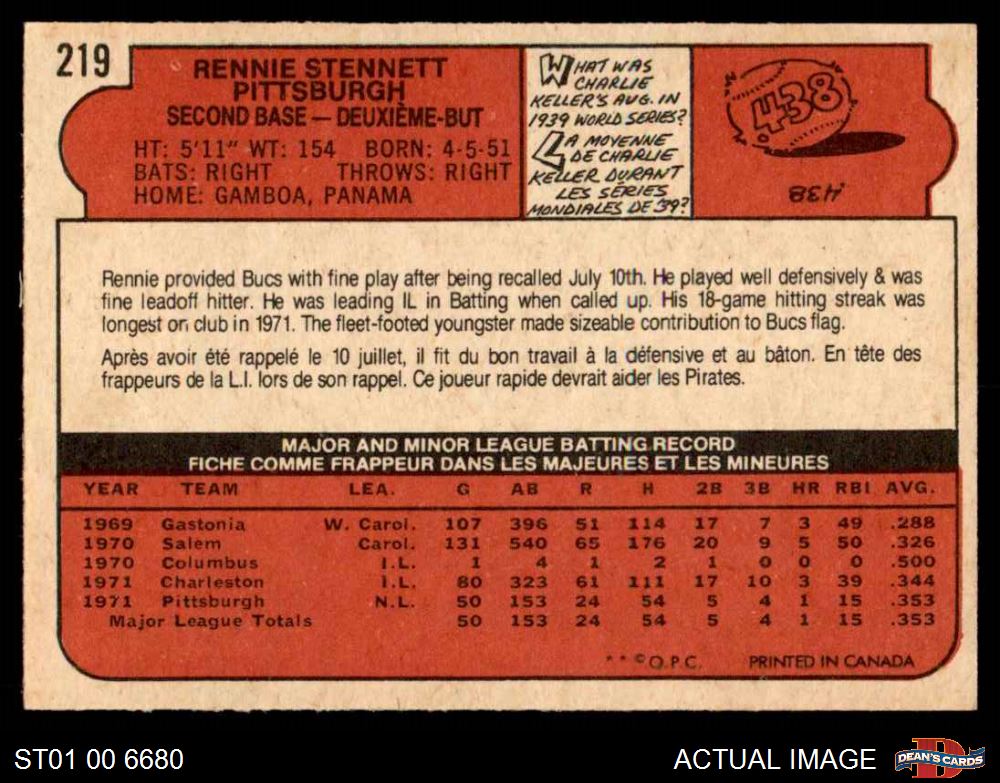 219
RENNIE STENNETT
PITTSBURGH
SECOND BASE — DEUXIÈME-BUT
HT: 5'11" WT: 154 BORN: 4-5-51
BATS: RIGHT THROWS: RIGHT
HOME: GAMBOA, PANAMA
WHAT WAS
CHARLIE
KELLER'S AUG. IN
1939 WORLD SERIES?
LA MOYENNE
DE CHARLIE
KELLER DURANT
LES SERIES
MONDIALES DE '39?
.438
.438
Rennie provided Bucs with fine play after being recalled July 10th. He played well defensively & was
fine leadoff hitter. He was leading IL in Batting when called up. His 18-game hitting streak was
longest on club in 1971. The fleet-footed youngster made sizeable contribution to Bucs flag.
Après avoir été rappelé le 10 juillet, il fit du bon travail à la défensive et au bâton. En tête des
frappeurs de la L.I. lors de son rappel. Ce joueur rapide devrait aider les Pirates.
MAJOR AND MINOR LEAGUE BATTING RECORD
FICHE COMME FRAPPEUR DANS LES MAJEURES ET LES MINEURES
YEAR TEAM LEA. G AB R H 2B 3B HR RBI AVG.
1969 Gastonia W. Carol. 107 396 51 114 17 7 3 49 .288
1970 Salem Carol. 131 540 65 176 20 9 5 50 .326
1970 Columbus I.L. 1 4 1 2 1 0 0 0 .500
1971 Charleston I.L. 80 323 61 111 17 10 3 39 .344
1971 Pittsburgh N.L. 50 153 24 54 5 4 1 15 .353
Major League Totals 50 153 24 54 5 4 1 15 .353
* * ©O.P.C. PRINTED IN CANADA
ST01 00 6680
ACTUAL IMAGE
D
DEAN'S CARDS